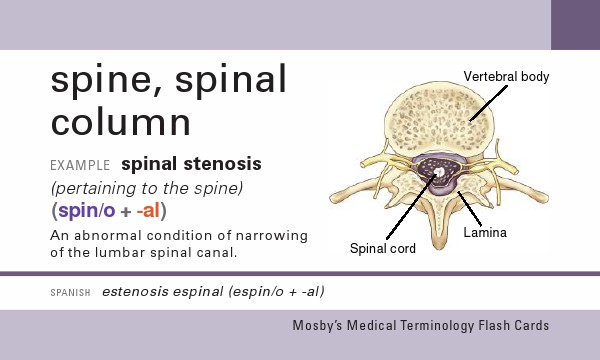 spine, spinal
column
EXAMPLE spinal stenosis
(pertaining to the spine)
(spin/o + -al)
An abnormal condition of narrowing
of the lumbar spinal canal.
Vertebral body
Lamina
Spinal cord
SPANISH estenosis espinal (espin/o + -al)
Mosby's Medical Terminology Flash Cards